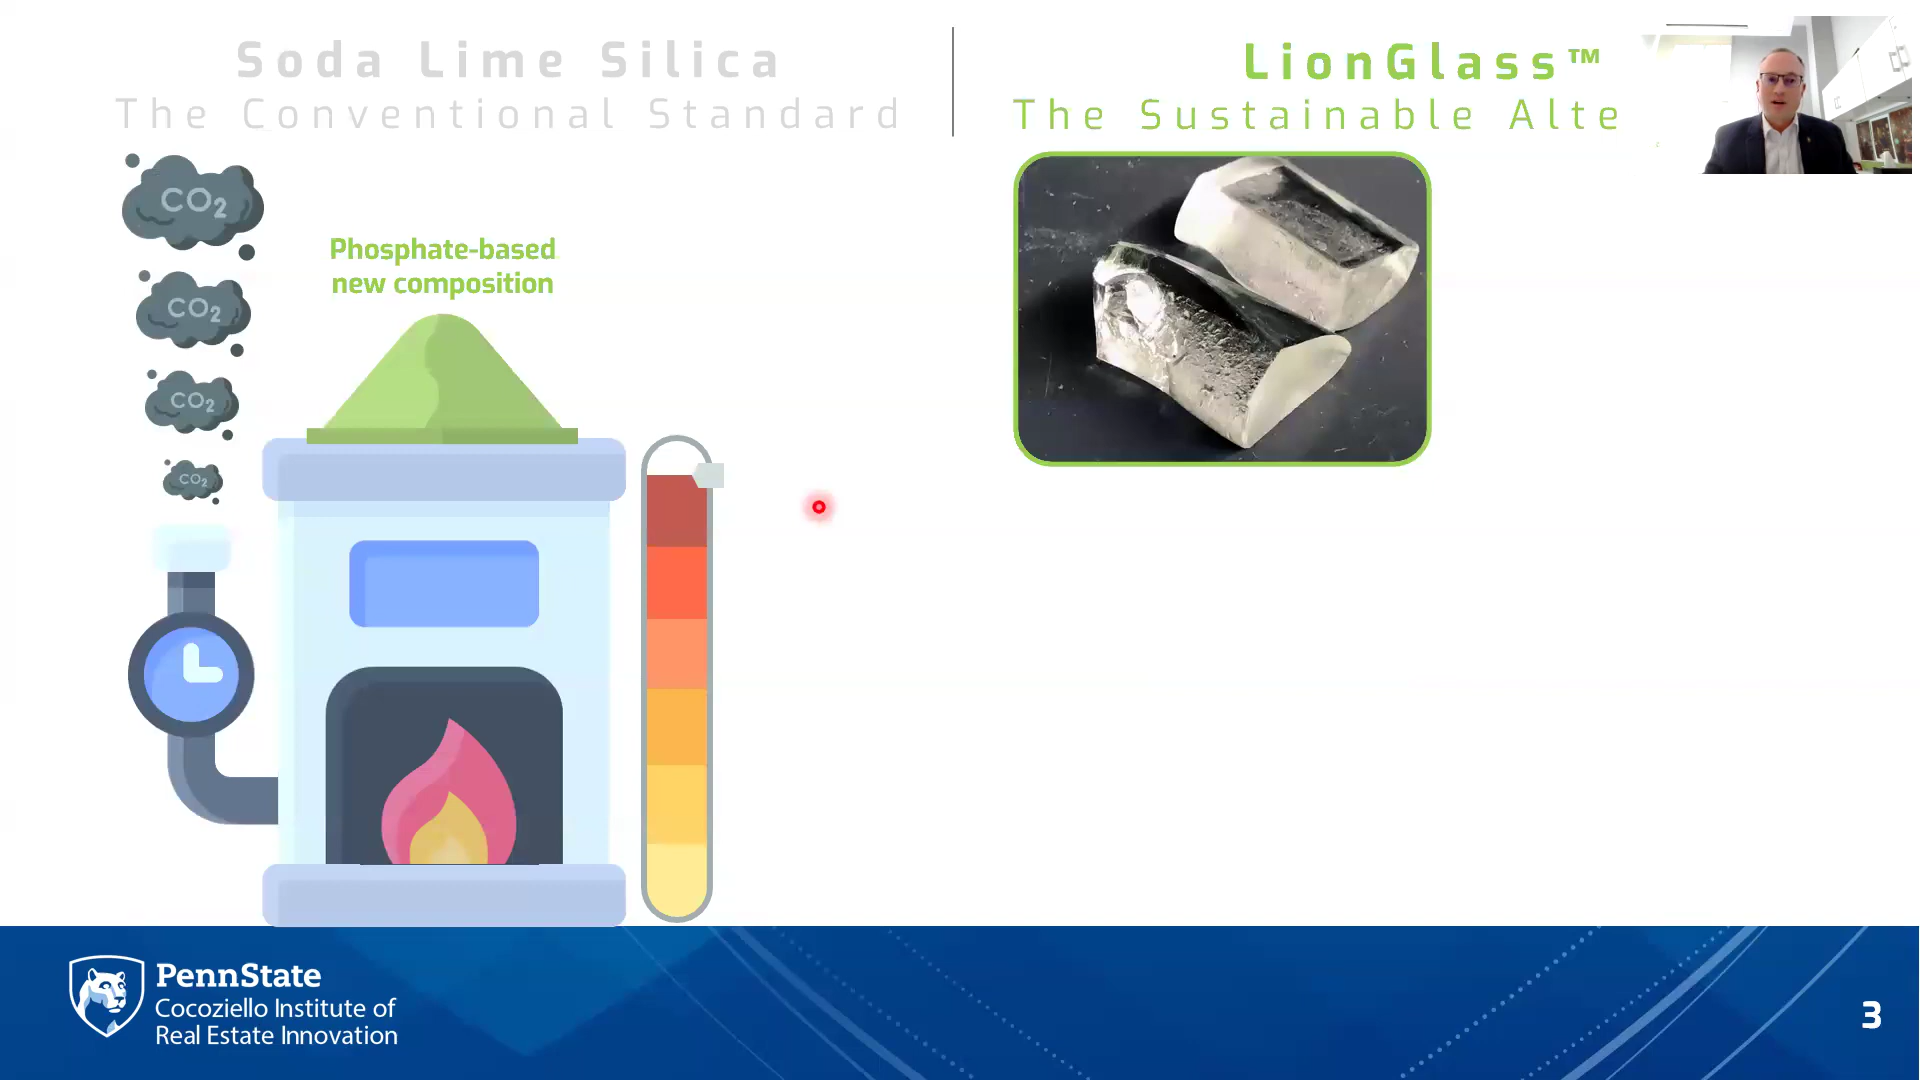 Soda Lime Silica
The Conventional Standard
LionGlass™
The Sustainable Alte
CO2
CO2
CO2
CO2
Phosphate-based
new composition
PennState
Cocoziello Institute of
Real Estate Innovation
3